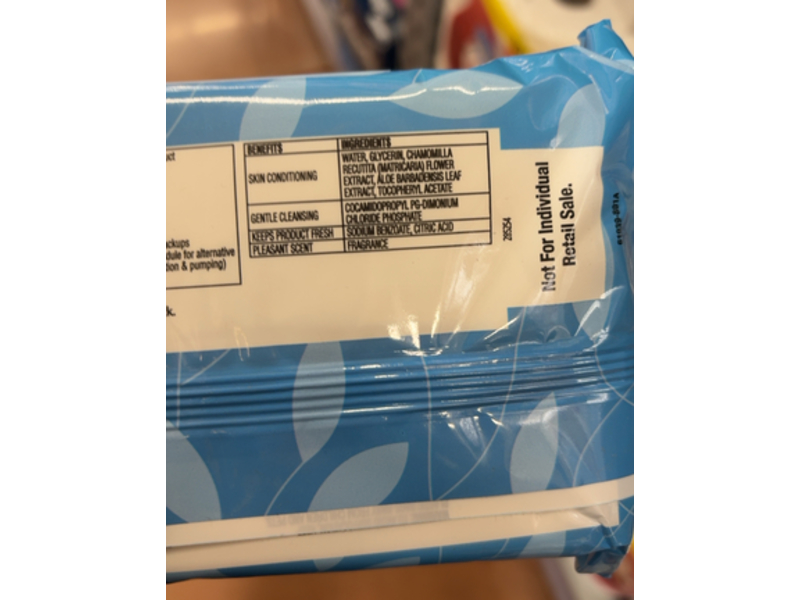 ct
ckups
dule for alternative
tion & pumping)
k.
BENEFITS INGREDIENTS
SKIN CONDITIONING WATER, GLYCERIN, CHAMOMILLA
RECUTITA (MATRICARIA) FLOWER
EXTRACT, ALOE BARBADENSIS LEAF
EXTRACT, TOCOPHERYL ACETATE
GENTLE CLEANSING COCAMIDOPROPYL PG-DIMONIUM
CHLORIDE PHOSPHATE
KEEPS PRODUCT FRESH SODIUM BENZOATE, CITRIC ACID
PLEASANT SCENT FRAGRANCE
26254
Not For Individual
Retail Sale.